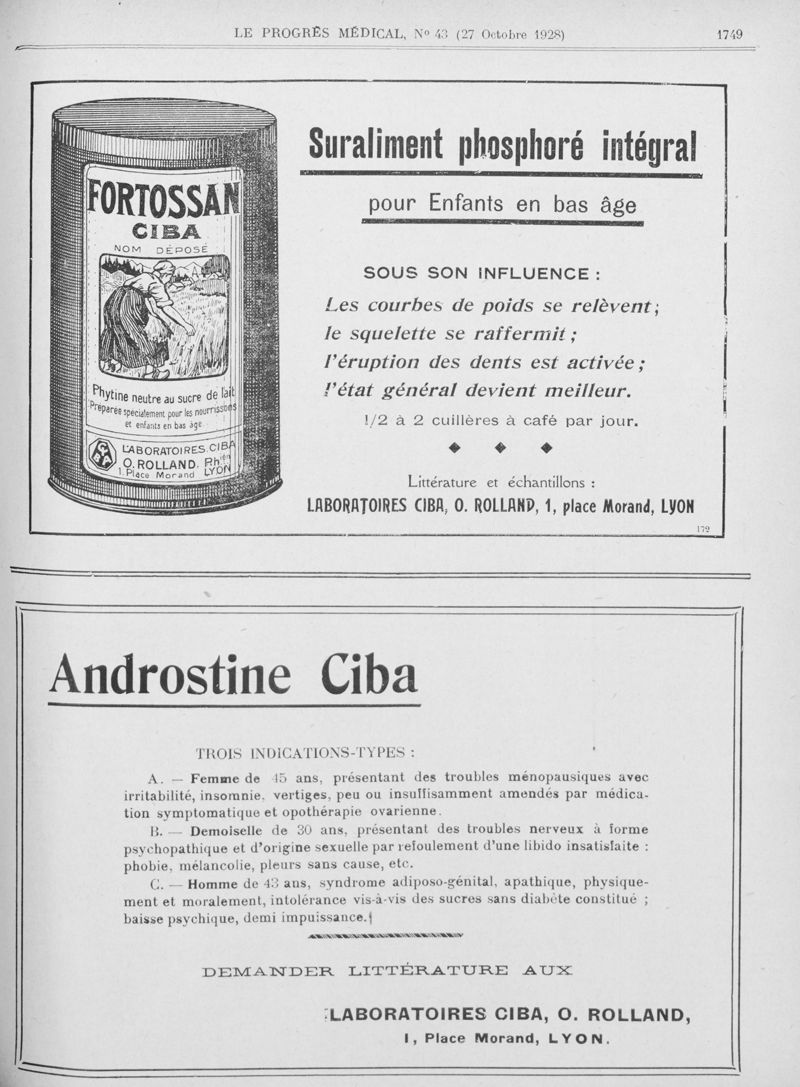 LE PROGRÈS MÉDICAL, Nº 43 (27 Octobre 1928) 1749
FORTOSSAN
CIBA
NOM DÉPOSÉ
Phytine neutre au sucre de lait
Préparée spécialement pour les nourrissons
et enfants en bas âge
CIBA
LABORATOIRES CIBA
O. ROLLAND. Phien
1. Place Morand LYON
Suraliment phosphoré intégral
pour Enfants en bas âge
SOUS SON INFLUENCE :
Les courbes de poids se relèvent ;
le squelette se raffermit ;
l'éruption des dents est activée ;
l'état général devient meilleur.
1/2 à 2 cuillères à café par jour.
Littérature et échantillons :
LABORATOIRES CIBA, O. ROLLAND, 1, place Morand, LYON
179
Androstine Ciba
TROIS INDICATIONS-TYPES :
A. — Femme de 45 ans, présentant des troubles ménopausiques avec
irritabilité, insomnie, vertiges, peu ou insuffisamment amendés par médica-
tion symptomatique et opothérapie ovarienne.
B. — Demoiselle de 30 ans, présentant des troubles nerveux à forme
psychopathique et d'origine sexuelle par refoulement d'une libido insatisfaite :
phobie, mélancolie, pleurs sans cause, etc.
C. — Homme de 43 ans, syndrome adiposo-génital, apathique, physique-
ment et moralement, intolérance vis-à-vis des sucres sans diabète constitué ;
baisse psychique, demi impuissance.
DEMANDER LITTÉRATURE AUX
LABORATOIRES CIBA, O. ROLLAND,
1, Place Morand, LYON.